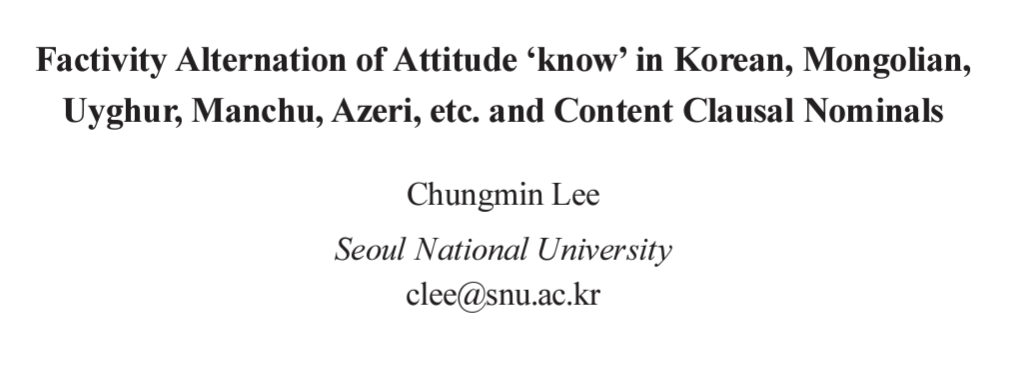 Factivity Alternation of Attitude ‘know’ in Korean, Mongolian,
Uyghur, Manchu, Azeri, etc. and Content Clausal Nominals
Chungmin Lee
Seoul National University
clee@snu.ac.kr